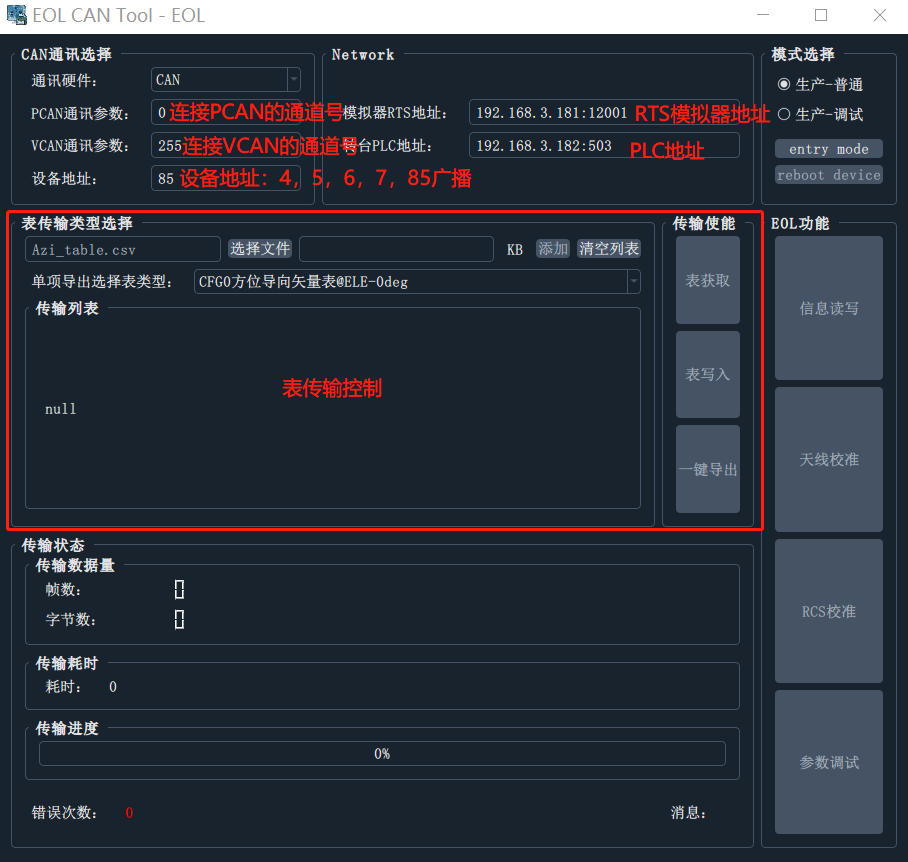 EOL CAN Tool - EOL
CAN通讯选择
通讯硬件: CAN
PCAN通讯参数: 0 连接PCAN的通道号
VCAN通讯参数: 255连接VCAN的通道号
设备地址: 85 设备地址：4，5，6，7，85广播
Network
模拟器RTS地址: 192.168.3.181:12001 RTS模拟器地址
台PLC地址: 192.168.3.182:503 PLC地址
模式选择
生产-普通
生产-调试
entry mode
reboot device
表传输类型选择
Azi_table.csv 选择文件 KB 添加 清空列表
单项导出选择表类型: CFG0方位导向矢量表@ELE-0deg
传输列表
null
表传输控制
传输使能
表获取
表写入
一键导出
EOL功能
信息读写
天线校准
RCS校准
参数调试
传输状态
传输数据量
帧数:
字节数:
传输耗时
耗时: 0
传输进度
0%
错误次数: 0 消息: